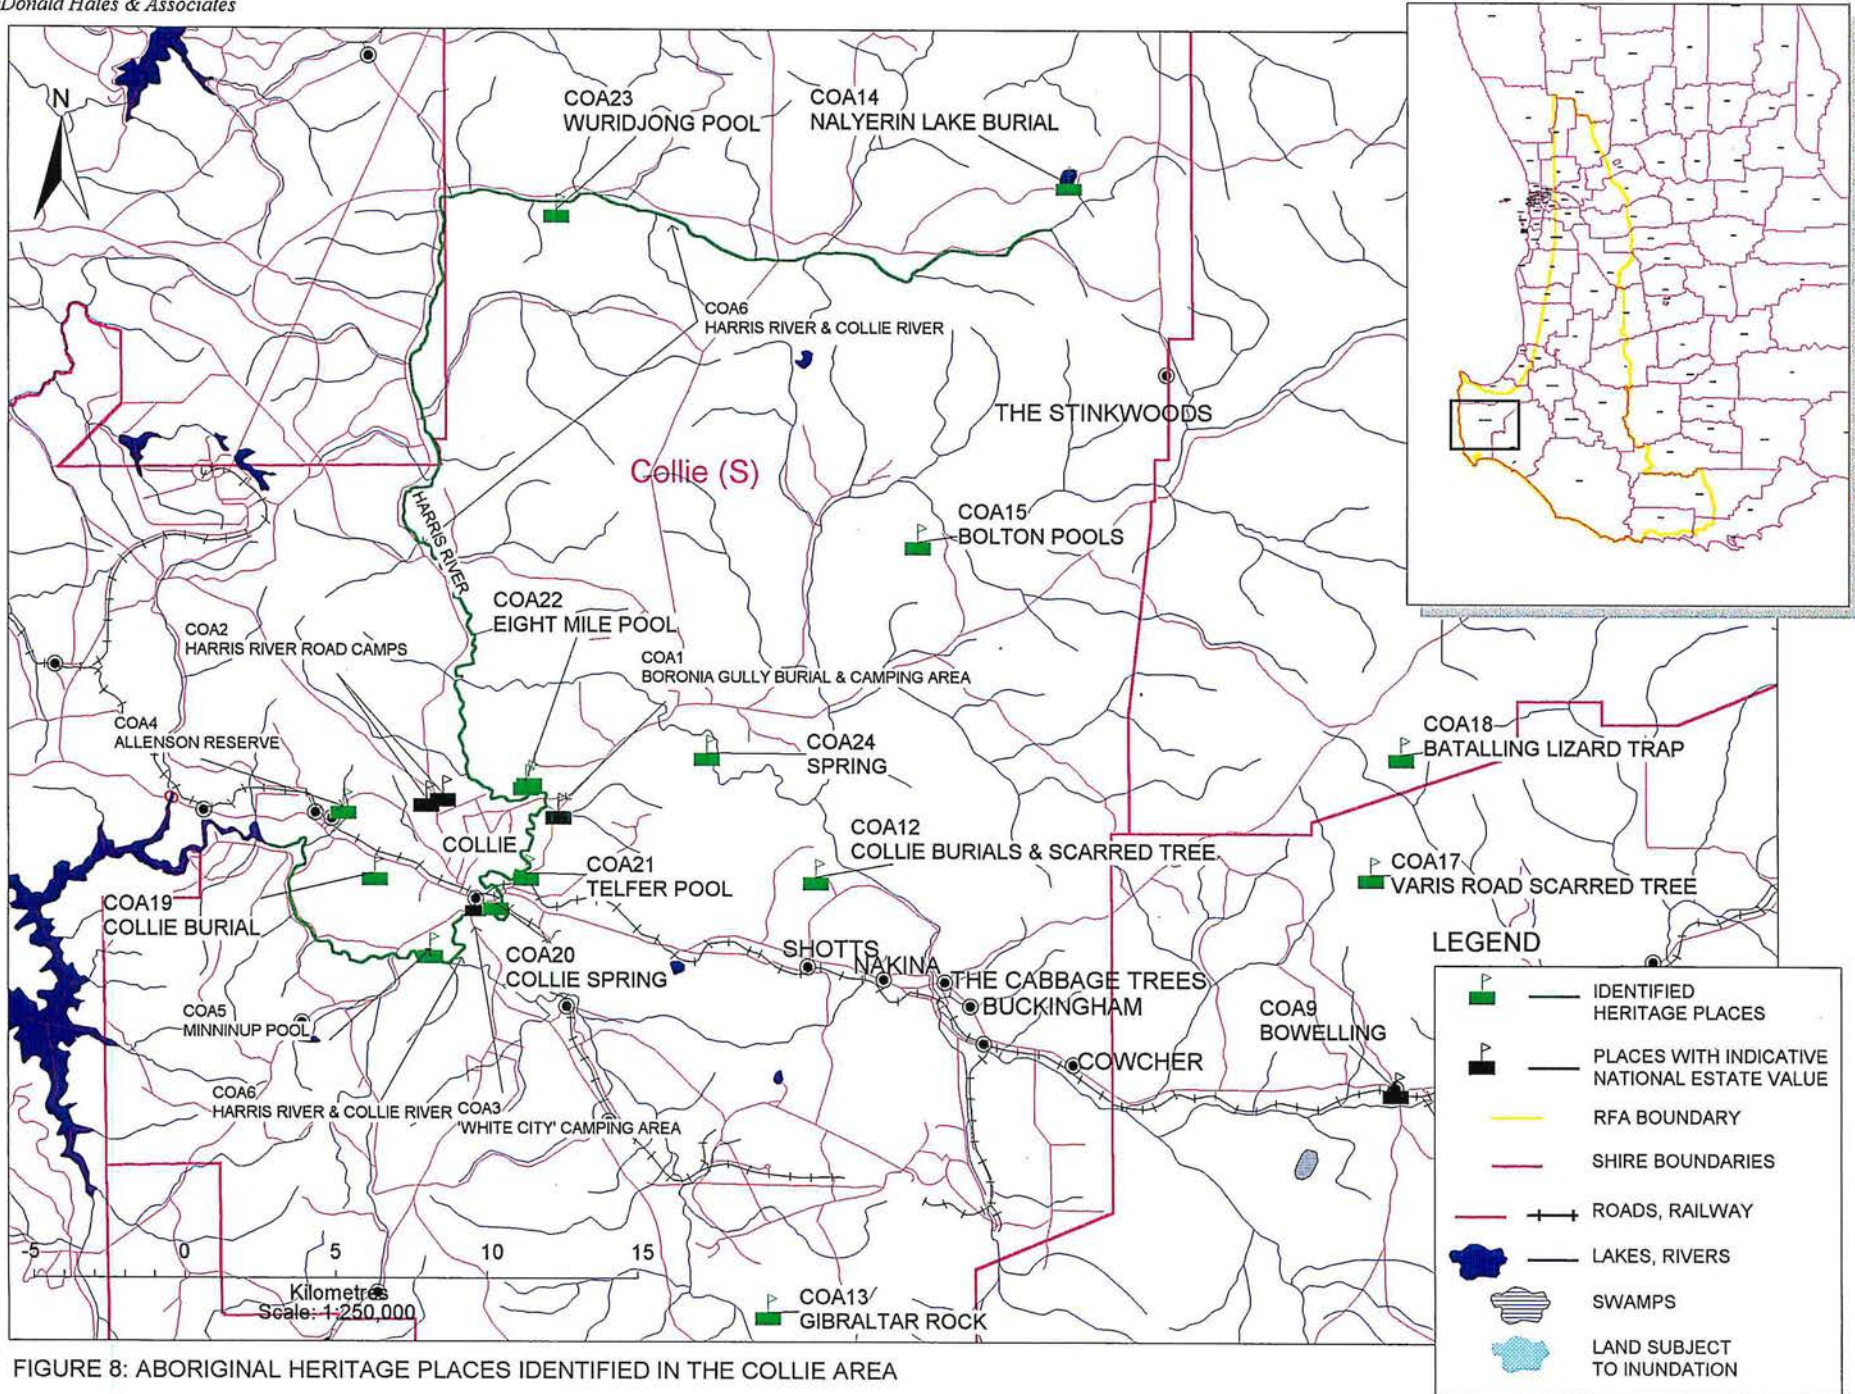 Donald Hales & Associates
N
COA23
WURIDJONG POOL
COA14
NALYERIN LAKE BURIAL
COA6
HARRIS RIVER & COLLIE RIVER
THE STINKWOODS
Collie (S)
HARRIS RIVER
COA15
BOLTON POOLS
COA22
EIGHT MILE POOL
COA2
HARRIS RIVER ROAD CAMPS
COA1
BORONIA GULLY BURIAL & CAMPING AREA
COA4
ALLENSON RESERVE
COA24
SPRING
COA18
BATALLING LIZARD TRAP
COLLIE
COA12
COLLIE BURIALS & SCARRED TREE
COA21
TELFER POOL
COA17
VARIS ROAD SCARRED TREE
COA19
COLLIE BURIAL
COA20
COLLIE SPRING
SHOTTS
NAKINA
THE CABBAGE TREES
BUCKINGHAM
COWCHER
COA9
BOWELLING
COA5
MINNINUP POOL
COA6
HARRIS RIVER & COLLIE RIVER
COA3
'WHITE CITY' CAMPING AREA
LEGEND
IDENTIFIED
HERITAGE PLACES
PLACES WITH INDICATIVE
NATIONAL ESTATE VALUE
RFA BOUNDARY
SHIRE BOUNDARIES
ROADS, RAILWAY
LAKES, RIVERS
SWAMPS
LAND SUBJECT
TO INUNDATION
-5 0 5 10 15
Kilometres
Scale: 1:250,000
COA13
GIBRALTAR ROCK
FIGURE 8: ABORIGINAL HERITAGE PLACES IDENTIFIED IN THE COLLIE AREA